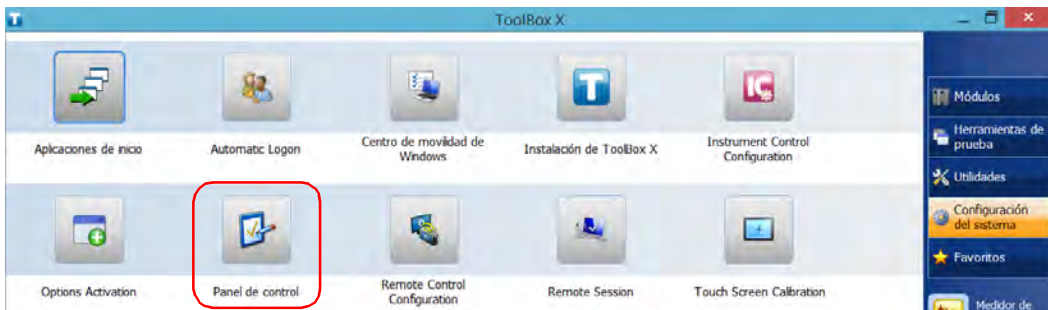 ToolBox X
Aplicaciones de inicio
Automatic Logon
Centro de movilidad de
Windows
Instalación de ToolBox X
Instrument Control
Configuration
Options Activation
Panel de control
Remote Control
Configuration
Remote Session
Touch Screen Calibration
Módulos
Herramientas de
prueba
Utilidades
Configuración
del sistema
Favoritos
Medidor de